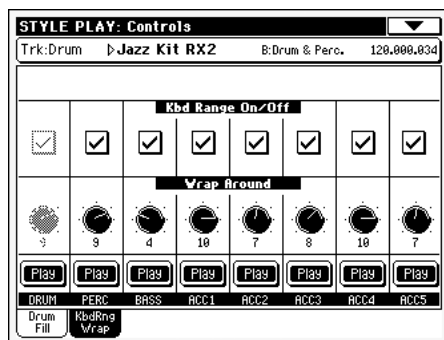 STYLE PLAY: Controls
Trk:Drum ▷Jazz Kit RX2 B:Drum & Perc. 120.000.034
Kbd Range On/Off
Wrap Around
9 9 4 10 7 8 10 7
Play Play Play Play Play Play Play Play
DRUM PERC BASS ACC1 ACC2 ACC3 ACC4 ACC5
Drum Fill KbdRng Wrap